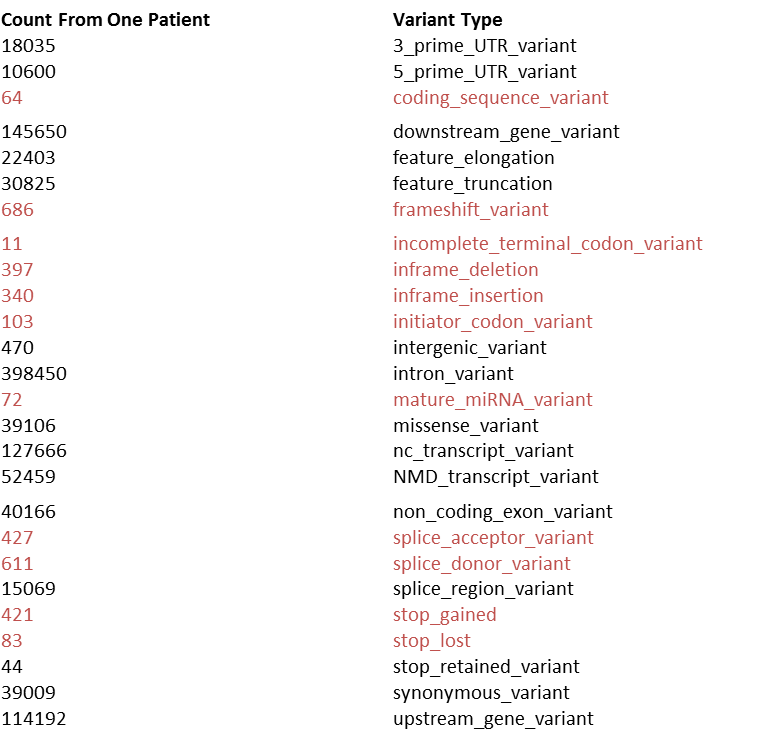 Count From One Patient Variant Type
18035 3_prime_UTR_variant
10600 5_prime_UTR_variant
64 coding_sequence_variant
145650 downstream_gene_variant
22403 feature_elongation
30825 feature_truncation
686 frameshift_variant
11 incomplete_terminal_codon_variant
397 inframe_deletion
340 inframe_insertion
103 initiator_codon_variant
470 intergenic_variant
398450 intron_variant
72 mature_miRNA_variant
39106 missense_variant
127666 nc_transcript_variant
52459 NMD_transcript_variant
40166 non_coding_exon_variant
427 splice_acceptor_variant
611 splice_donor_variant
15069 splice_region_variant
421 stop_gained
83 stop_lost
44 stop_retained_variant
39009 synonymous_variant
114192 upstream_gene_variant